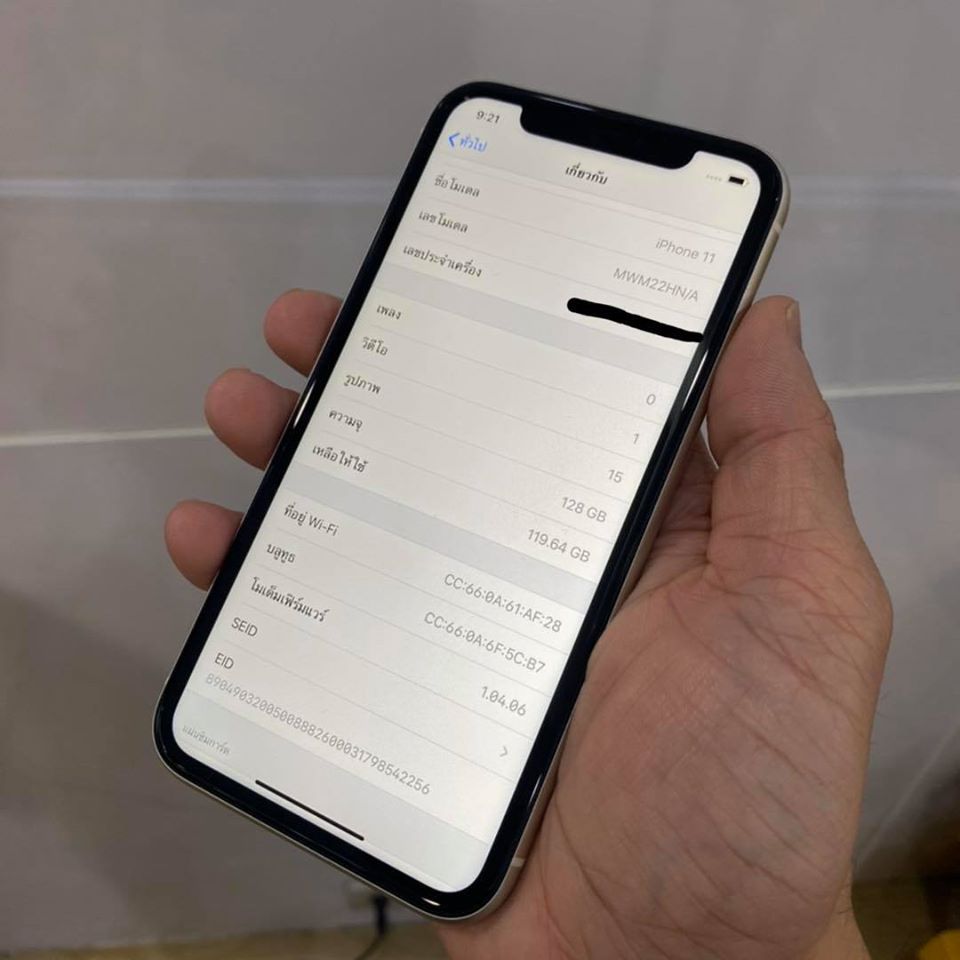 9:21
ทั่วไป
เกี่ยวกับ
ชื่อโมเดล iPhone 11
เลขโมเดล MWM22HN/A
เลขประจำเครื่อง
เพลง 0
วิดีโอ 1
รูปภาพ 15
ความจุ 128 GB
เหลือให้ใช้ 119.64 GB
ที่อยู่ Wi-Fi CC:66:0A:61:AF:28
บลูทูธ CC:66:0A:6F:5C:B7
โมเด็มเฟิร์มแวร์ 1.04.06
SEID
EID
89049032005008882600031798542256
แผ่นซิมการ์ด